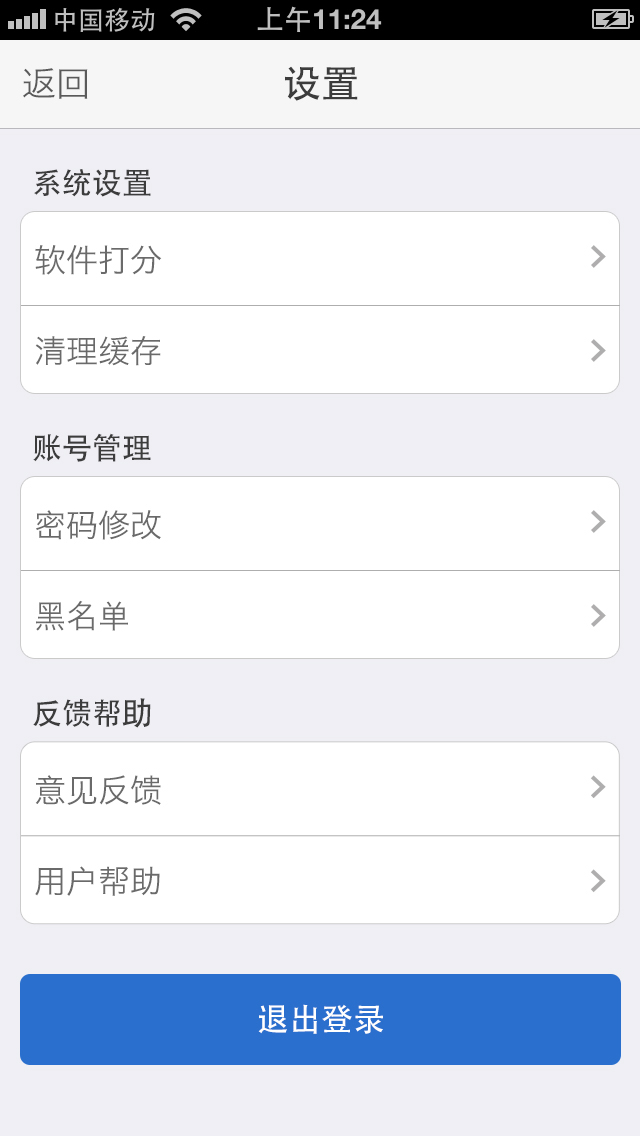 中国移动 上午11:24
返回 设置
系统设置
软件打分
清理缓存
账号管理
密码修改
黑名单
反馈帮助
意见反馈
用户帮助
退出登录